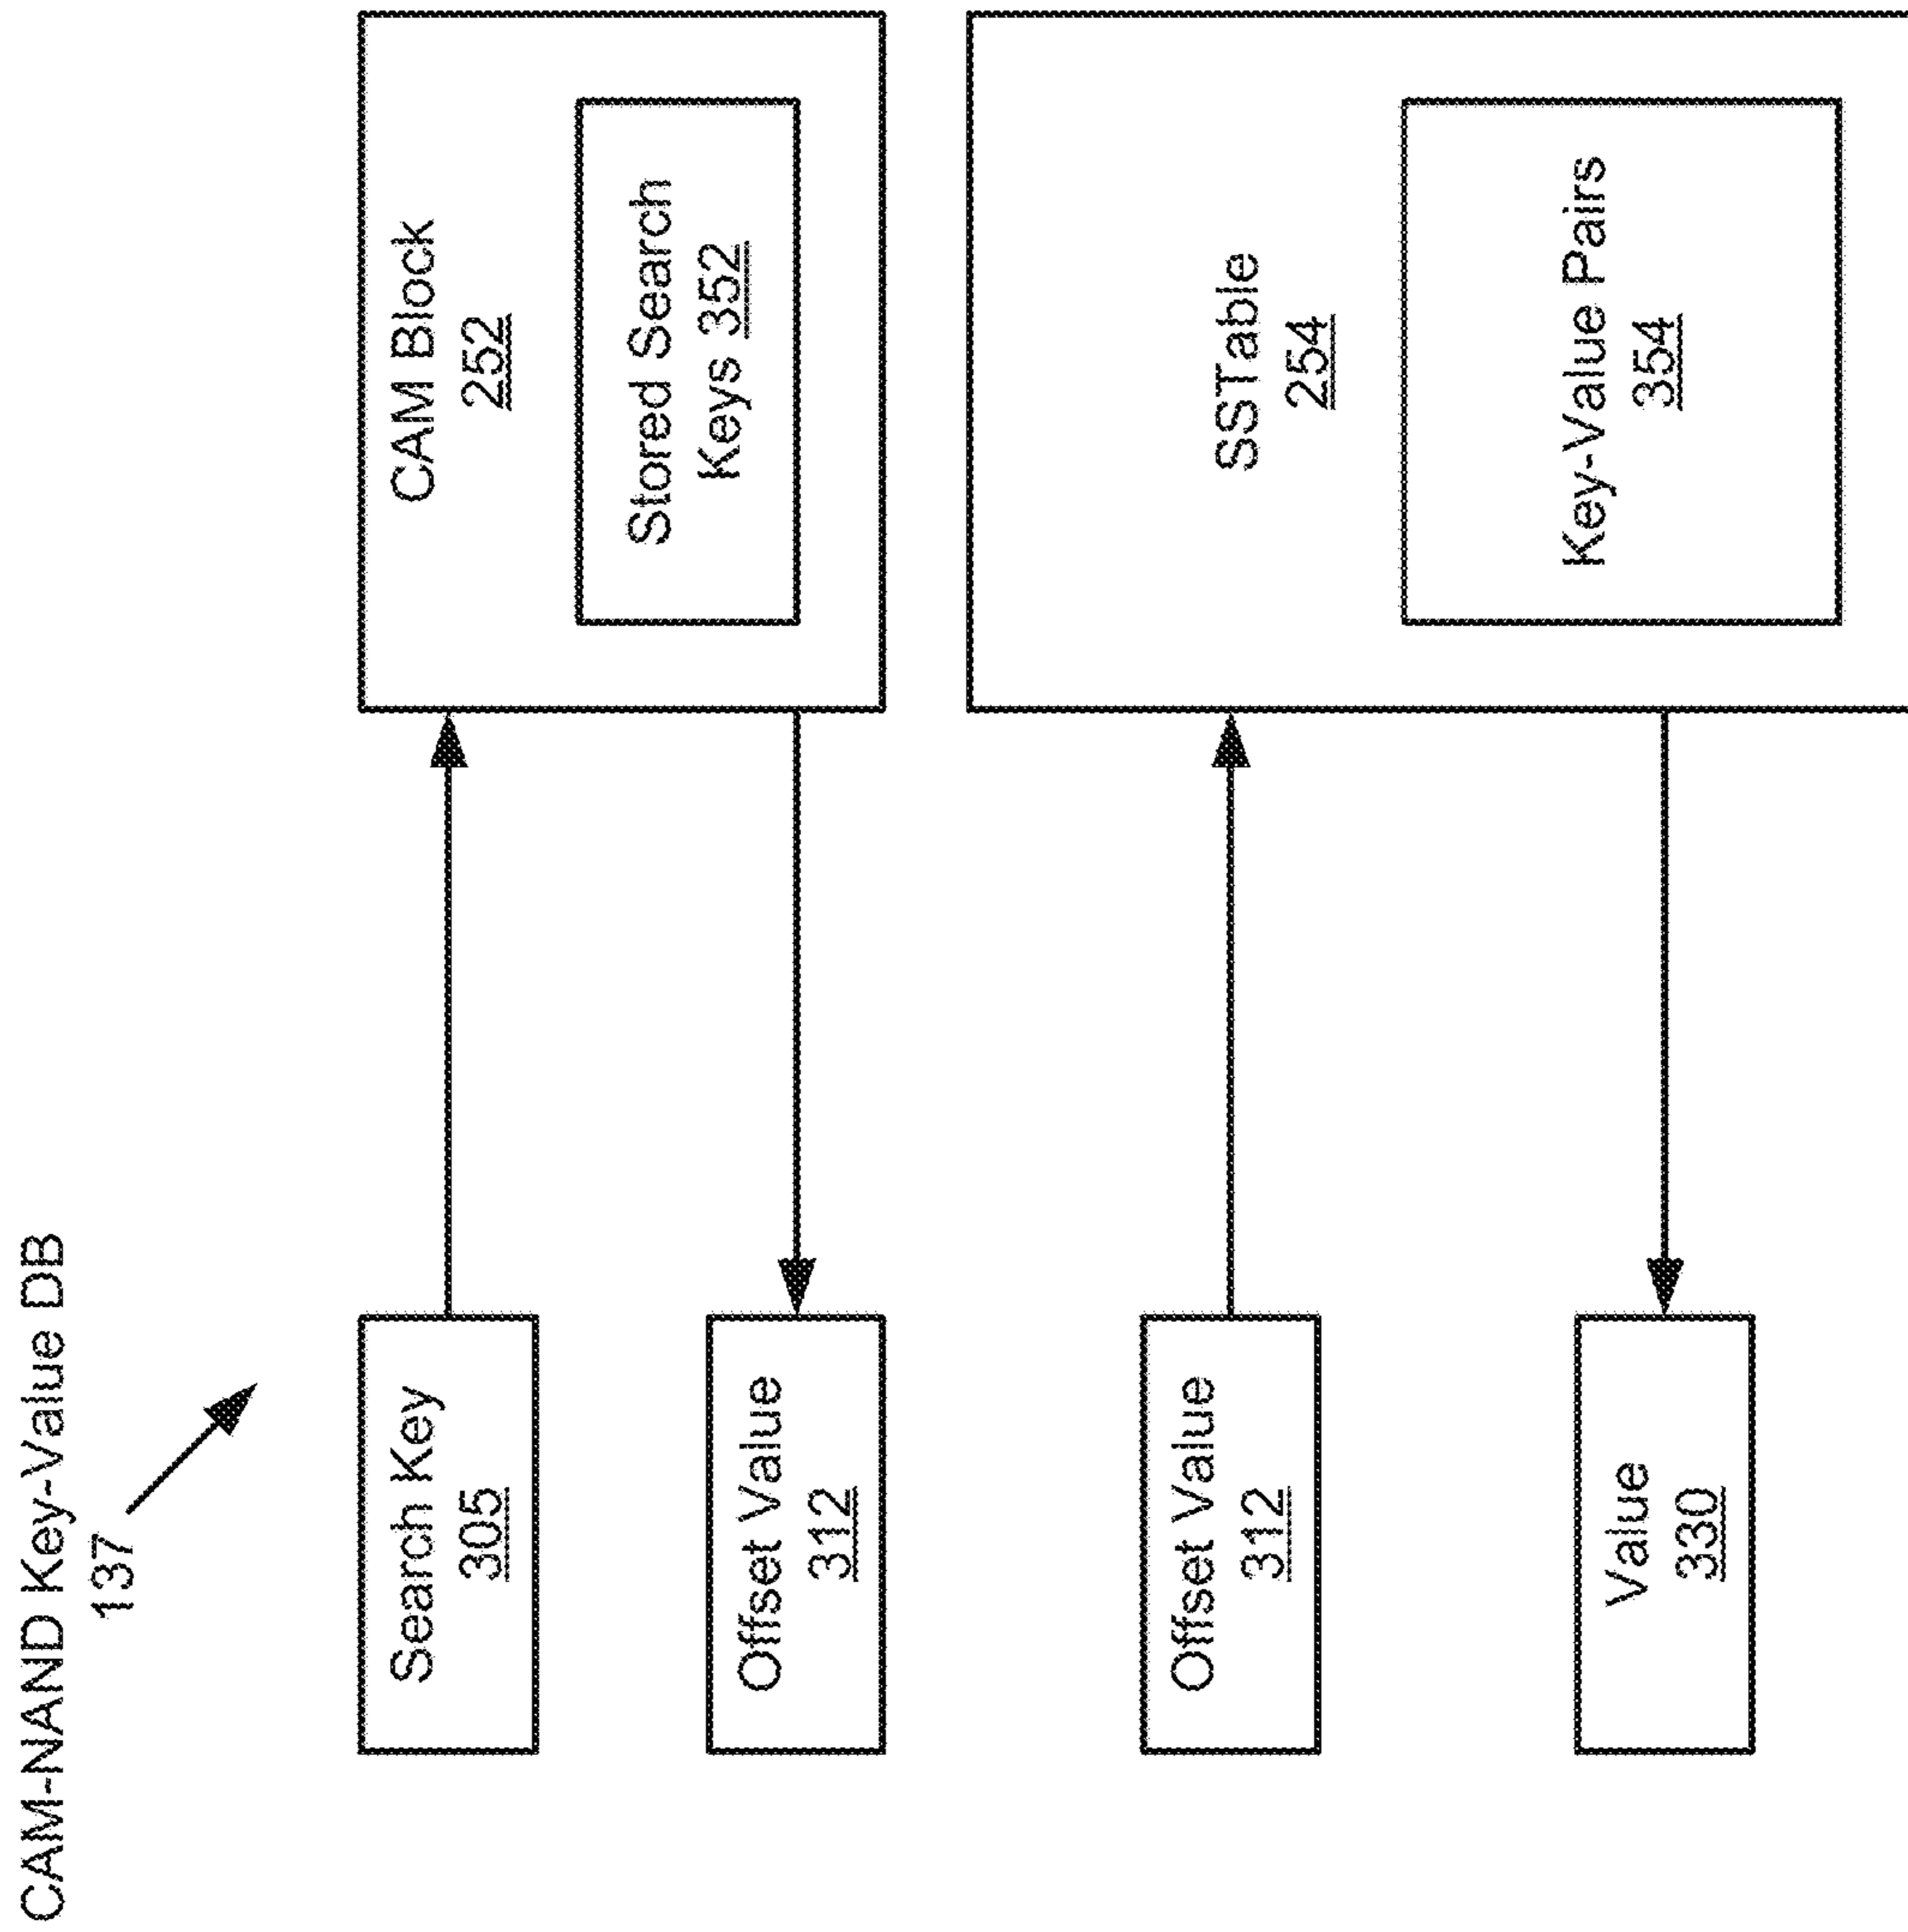 CAM-NAND Key-Value DB
137
Search Key
305
CAM Block
252
Stored Search
Keys 352
Offset Value
312
Offset Value
312
SSTable
254
Key-Value Pairs
354
Value
330